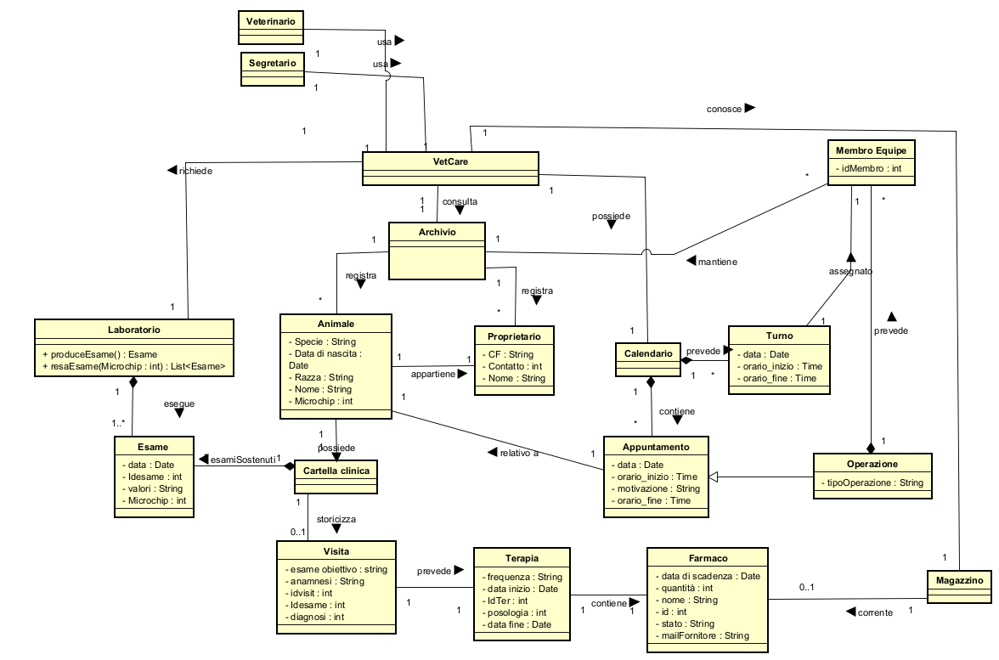 Veterinario
usa
Segretario
1
usa
1
conosce
1
1
1
1
VetCare
Membro Equipe
- idMembro : int
richiede
*
1
1
consulta
1
1
*
possiede
Archivio
1
1
mantiene
registra
1
registra
assegnato
*
*
1
1
1
prevede
Laboratorio
+ produceEsame() : Esame
+ resaEsame(Microchip : int) : List<Esame>
Animale
- Specie : String
- Data di nascita :
Date
- Razza : String
- Nome : String
- Microchip : int
1
1
appartiene
Proprietario
- CF : String
- Contatto : int
- Nome : String
Calendario
prevede
1
*
Turno
- data : Date
- orario_inizio : Time
- orario_fine : Time
1
esegue
1..*
1
1
contiene
*
Esame
- data : Date
- Idesame : int
- valori : String
- Microchip : int
1
1
possiede
esamiSostenuti
1
Cartella clinica
relativo a
1
Appuntamento
- data : Date
- orario_inizio : Time
- motivazione : String
- orario_fine : Time
1
Operazione
- tipoOperazione : String
1
storicizza
0..1
Visita
- esame obiettivo : string
- anamnesi : String
- idvisit : int
- Idesame : int
- diagnosi : int
prevede
1
1
Terapia
- frequenza : String
- data inizio : Date
- IdTer : int
- posologia : int
- data fine : Date
contiene
1
1
Farmaco
- data di scadenza : Date
- quantità : int
- nome : String
- id : int
- stato : String
- mailFornitore : String
0..1
corrente
1
1
Magazzino